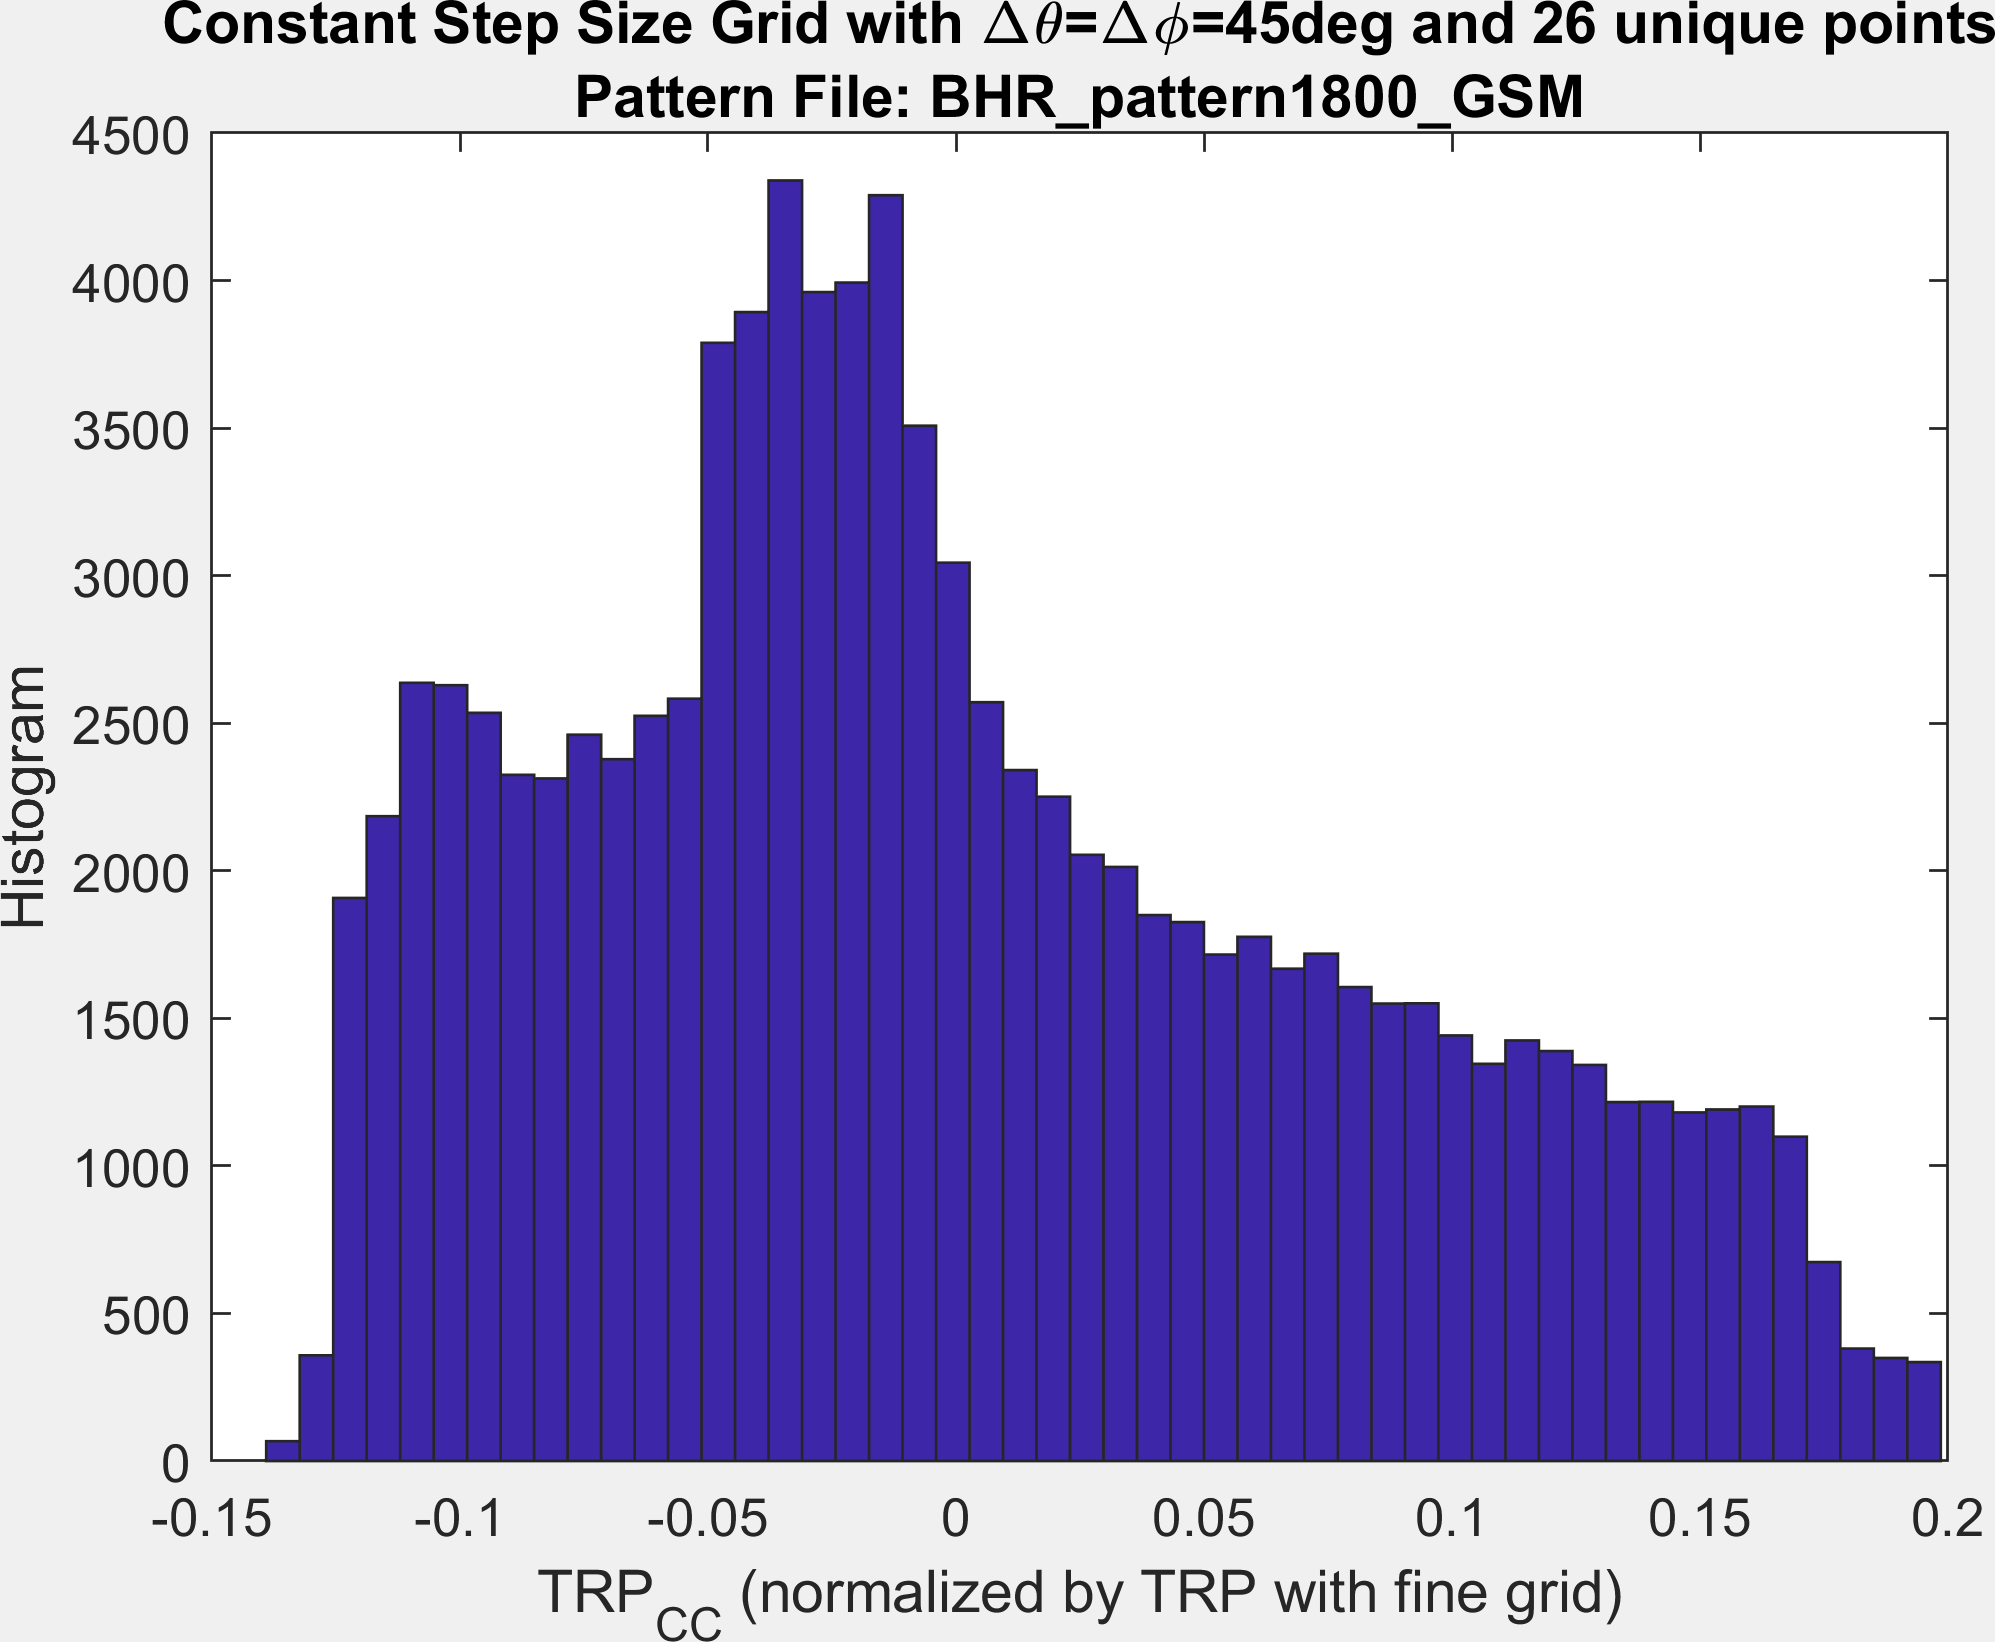 Constant Step Size Grid with Δθ=Δϕ=45deg and 26 unique points
Pattern File: BHR_pattern1800_GSM
4500
4000
3500
3000
2500
2000
1500
1000
500
0
Histogram
-0.15 -0.1 -0.05 0 0.05 0.1 0.15 0.2
TRP_CC (normalized by TRP with fine grid)